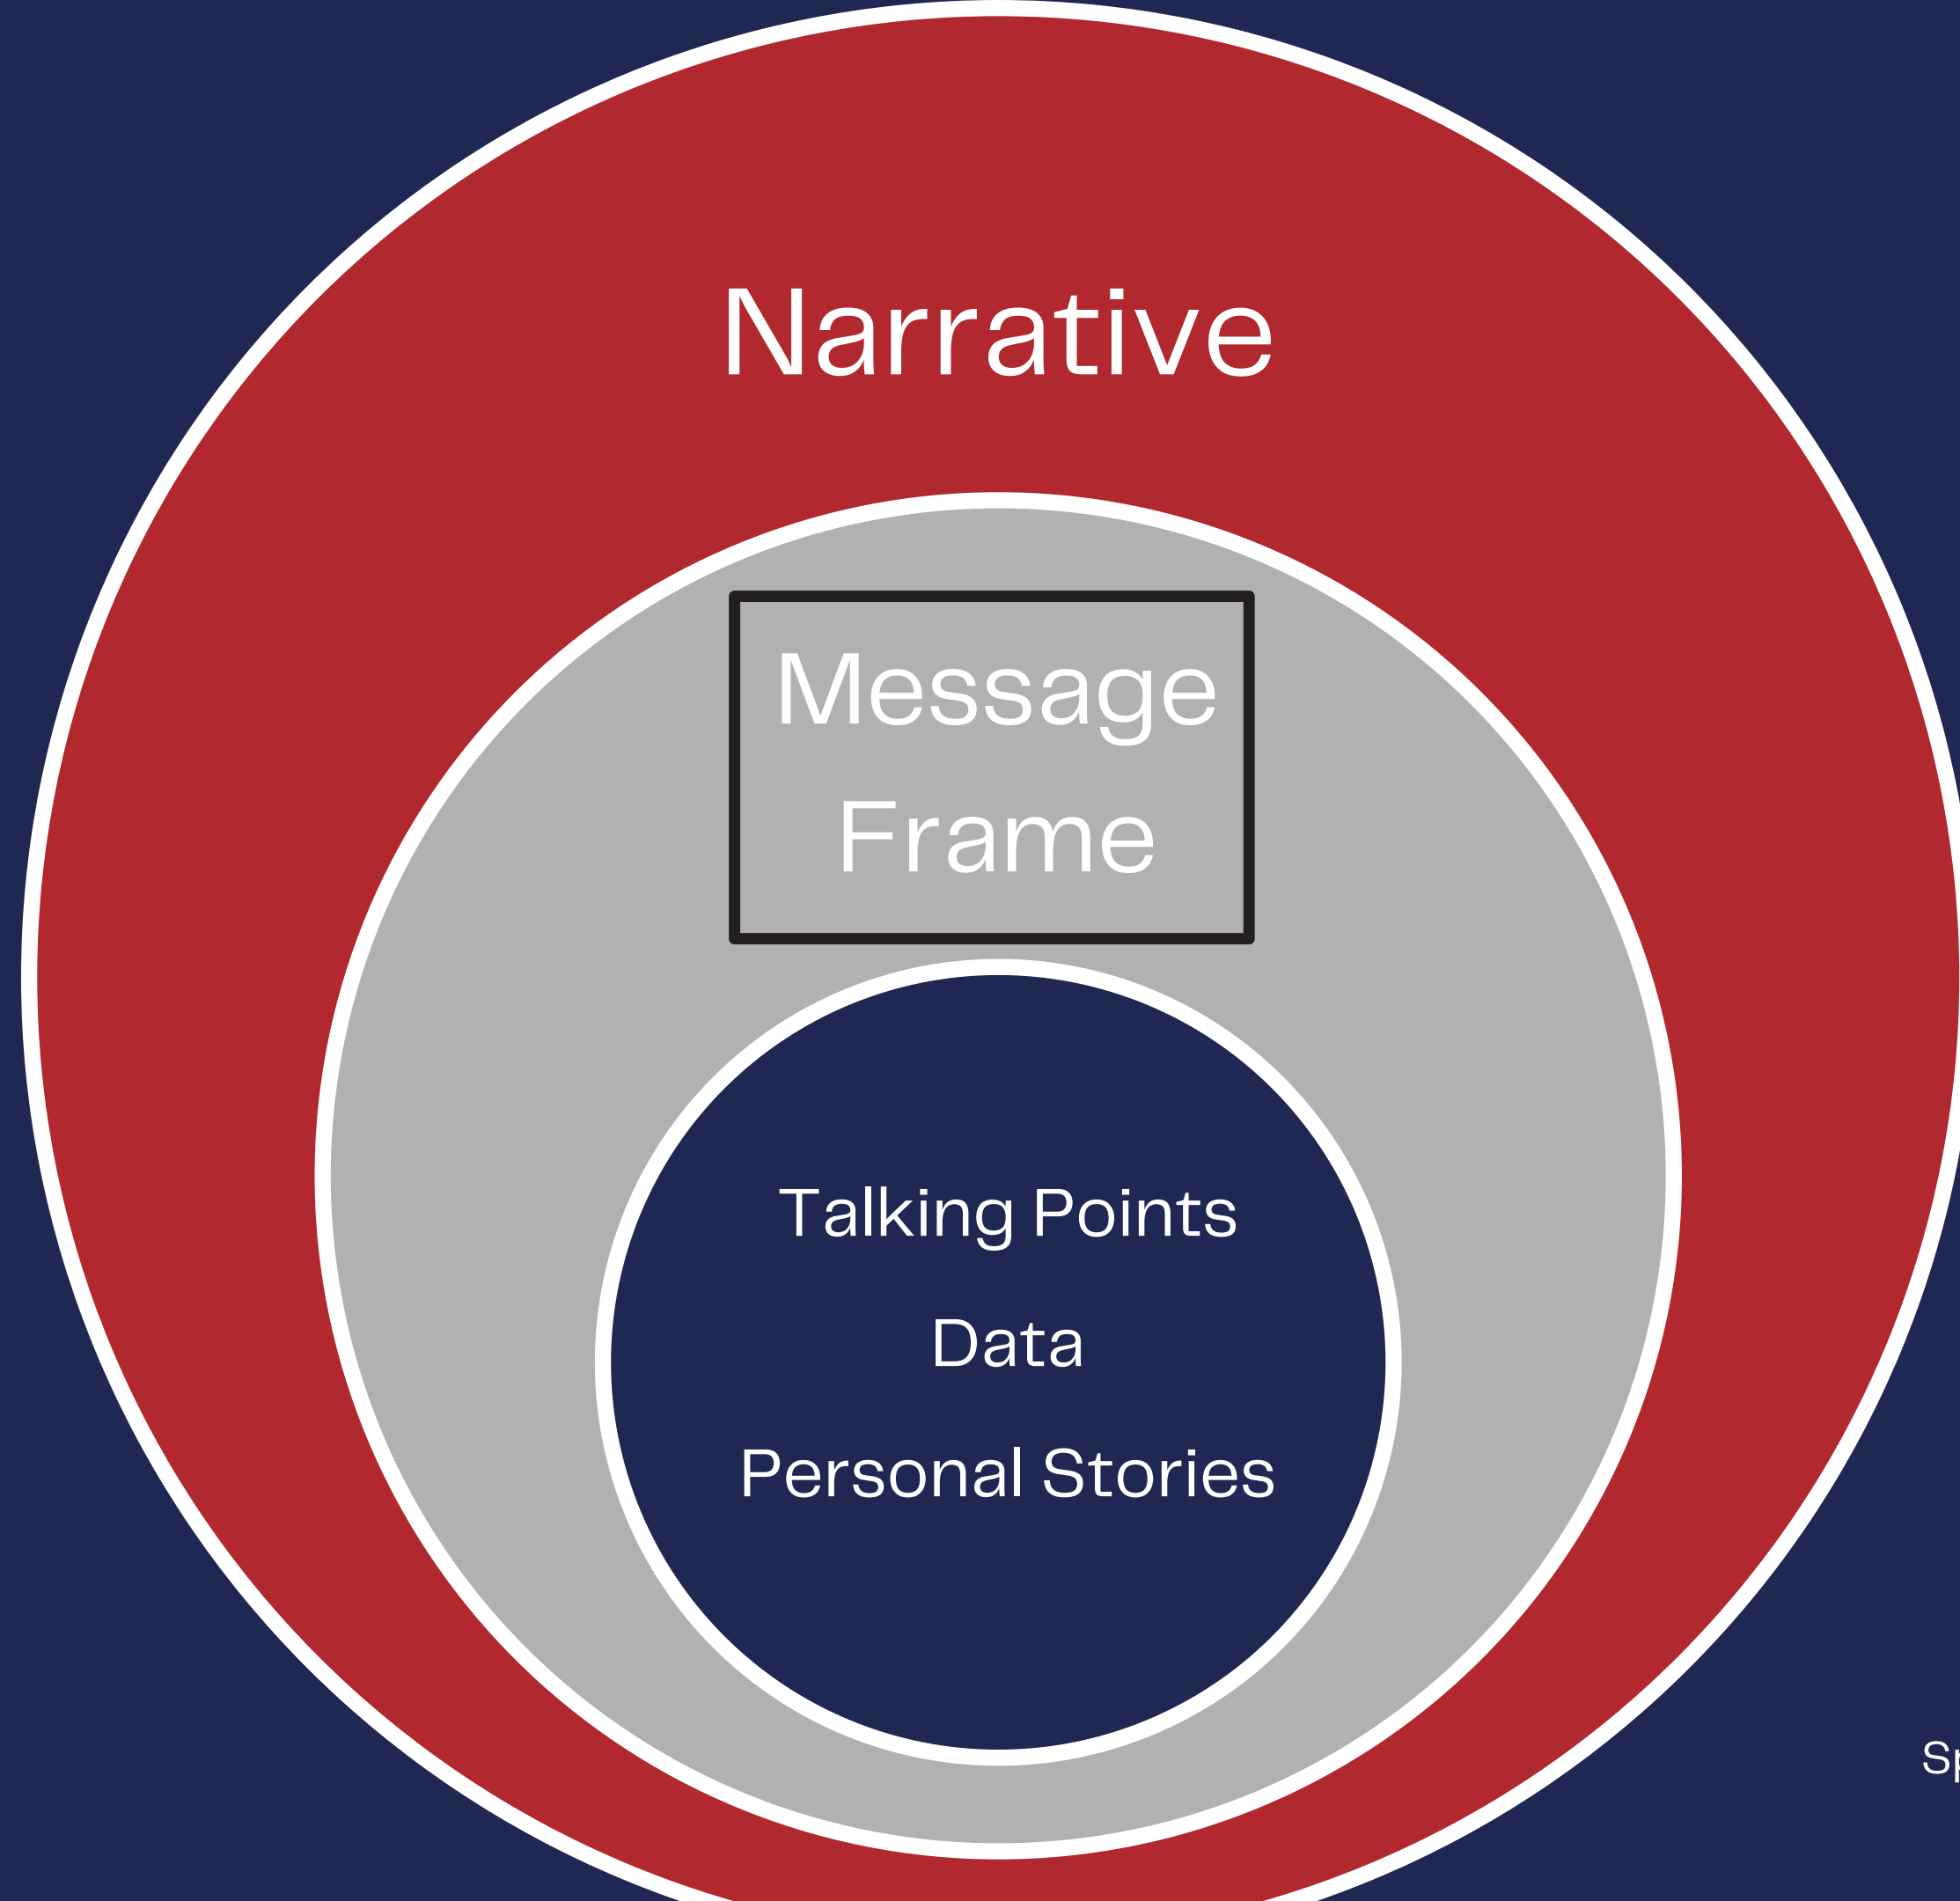 Narrative
Message
Frame
Talking Points
Data
Personal Stories